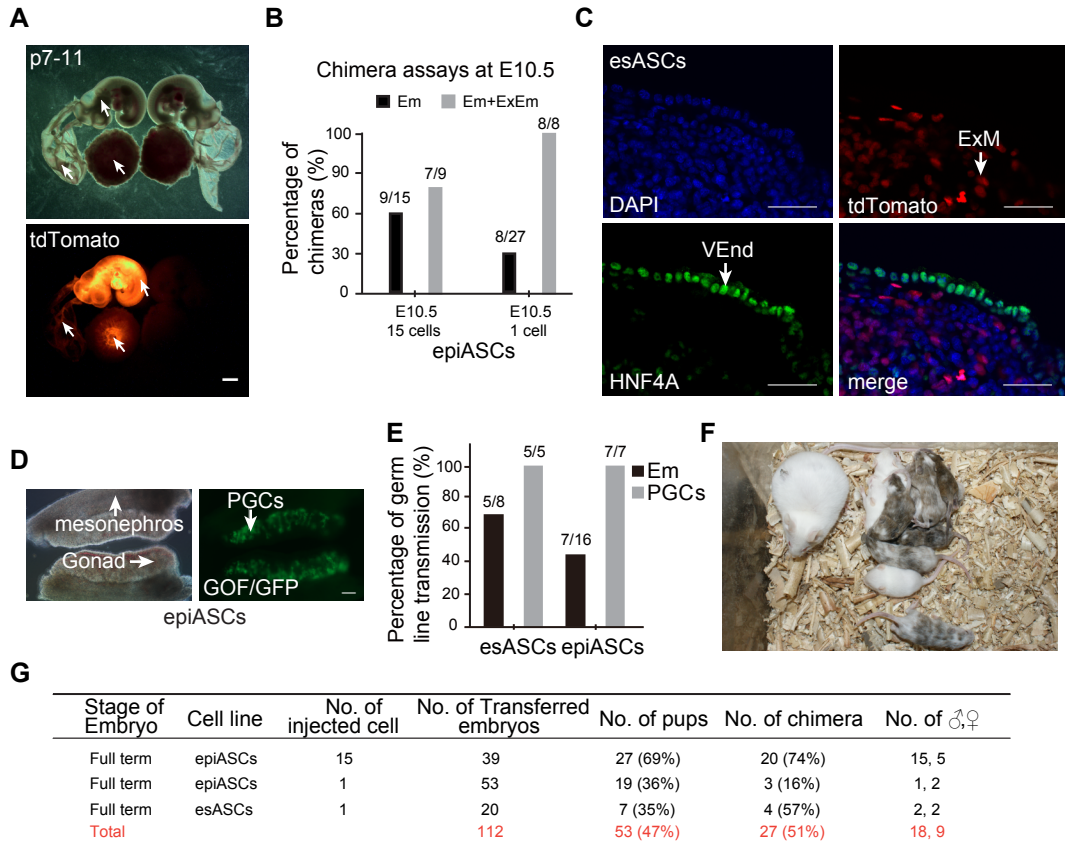 A
p7-11
tdTomato
B
Chimera assays at E10.5
Em
Em+ExEm
Percentage of
chimeras (%)
100
90
60
30
0
9/15
7/9
8/27
8/8
E10.5
15 cells
E10.5
1 cell
epiASCs
C
esASCs
DAPI
ExM
tdTomato
VEnd
HNF4A
merge
D
mesonephros
Gonad
PGCs
GOF/GFP
epiASCs
E
Percentage of germ
line transmission (%)
100
80
60
40
20
0
5/8
5/5
7/16
7/7
Em
PGCs
esASCs epiASCs
F
G
Stage of Embryo Cell line No. of injected cell No. of Transferred embryos No. of pups No. of chimera No. of ♂,♀
Full term epiASCs 15 39 27 (69%) 20 (74%) 15, 5
Full term epiASCs 1 53 19 (36%) 3 (16%) 1, 2
Full term esASCs 1 20 7 (35%) 4 (57%) 2, 2
Total 112 53 (47%) 27 (51%) 18, 9